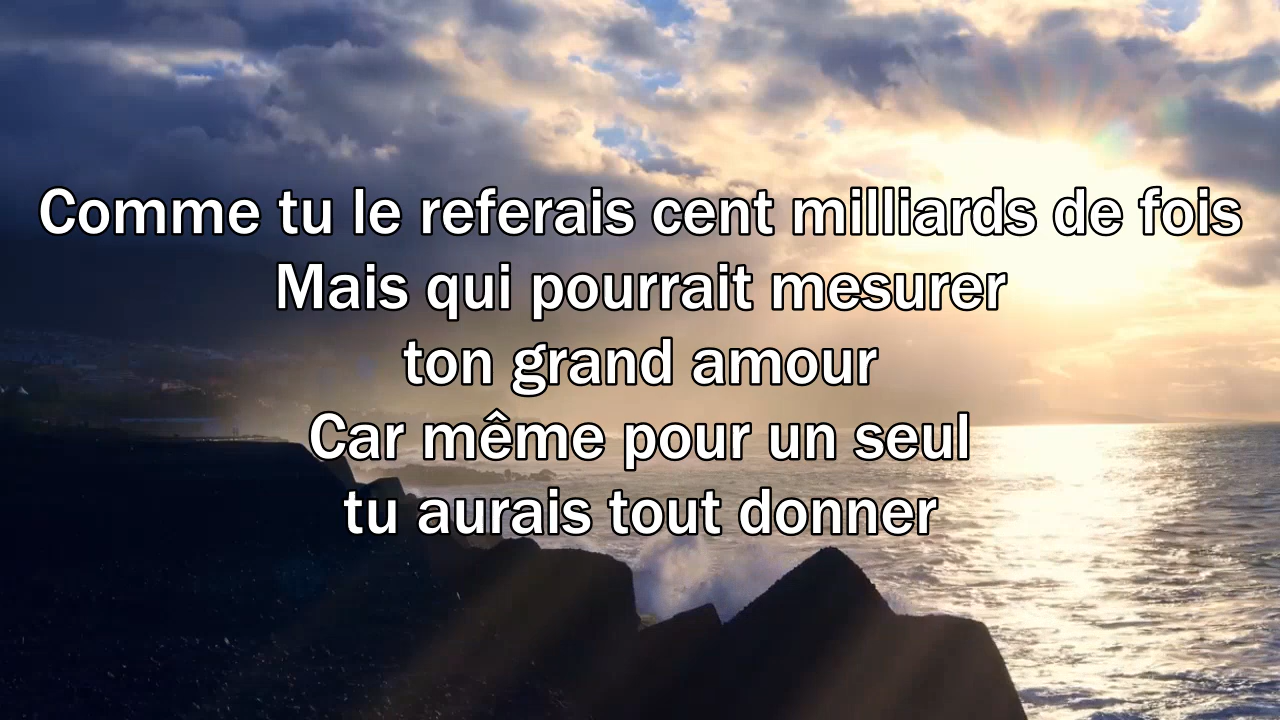 Comme tu le referais cent milliards de fois
Mais qui pourrait mesurer
ton grand amour
Car même pour un seul
tu aurais tout donner